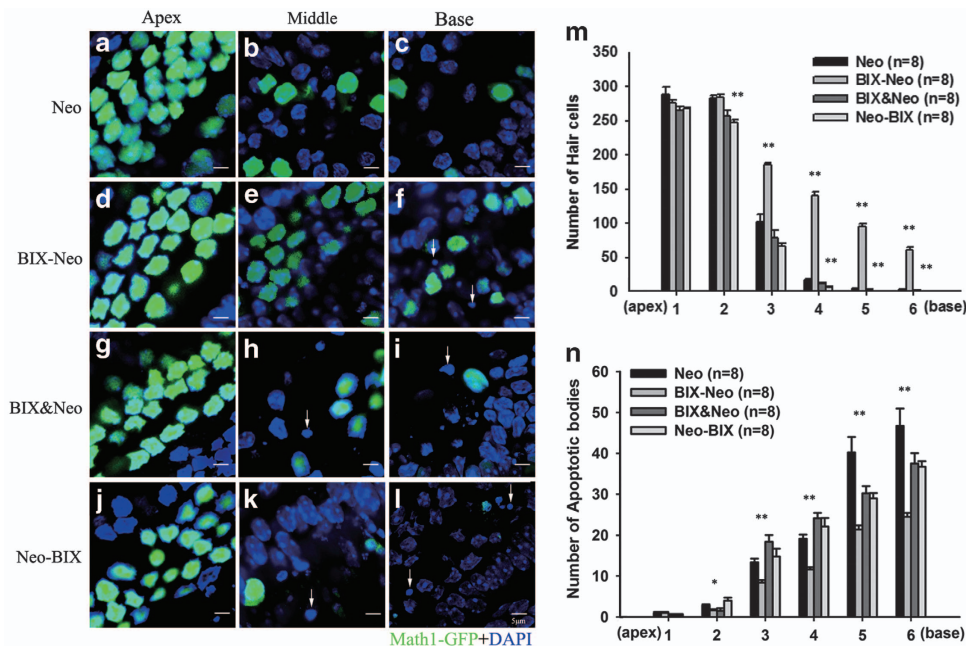 Apex Middle Base
Neo
a b c
BIX-Neo
d e f
BIX&Neo
g h i
Neo-BIX
j k l
5μm
Math1-GFP+DAPI
m
Number of Hair cells
350
300
250
200
150
100
50
0
Neo (n=8)
BIX-Neo (n=8)
BIX&Neo (n=8)
Neo-BIX (n=8)
**
**
**
**
**
**
**
**
(apex) 1 2 3 4 5 6 (base)
n
Number of Apoptotic bodies
60
50
40
30
20
10
0
Neo (n=8)
BIX-Neo (n=8)
BIX&Neo (n=8)
Neo-BIX (n=8)
*
**
**
**
**
(apex) 1 2 3 4 5 6 (base)